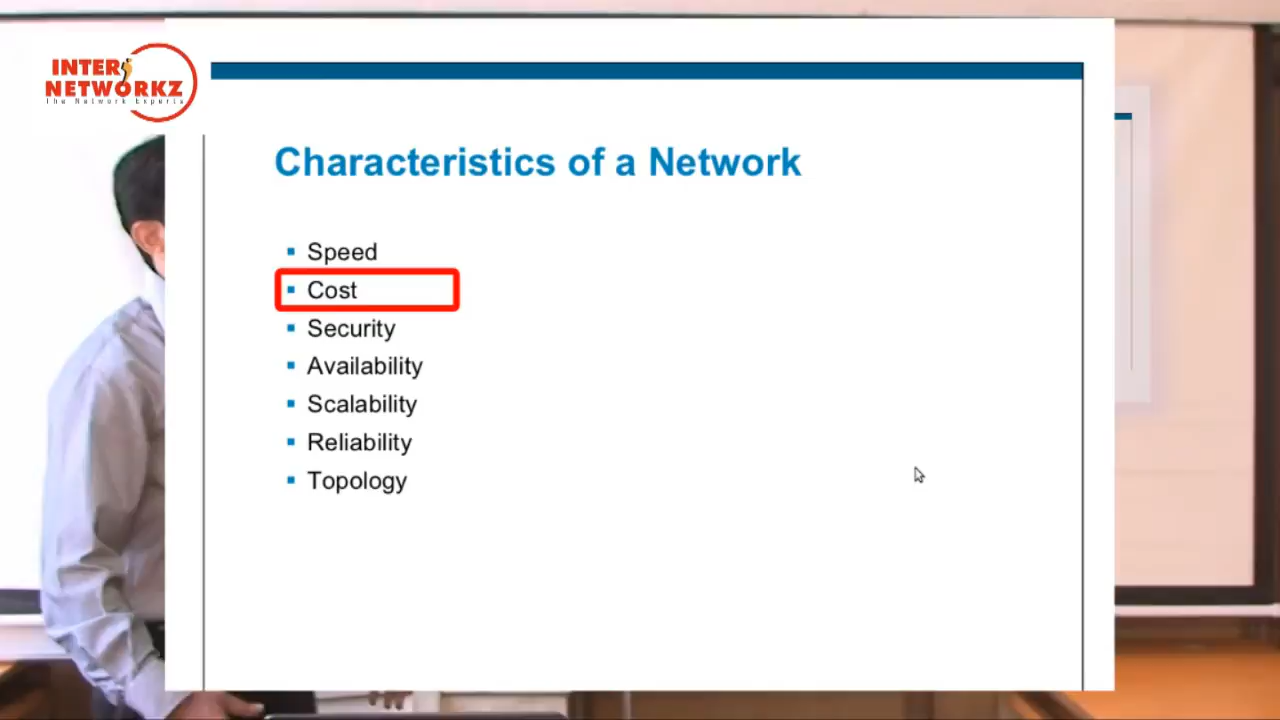 INTER
NETWORKZ
The Network Experts
Characteristics of a Network
Speed
Cost
Security
Availability
Scalability
Reliability
Topology